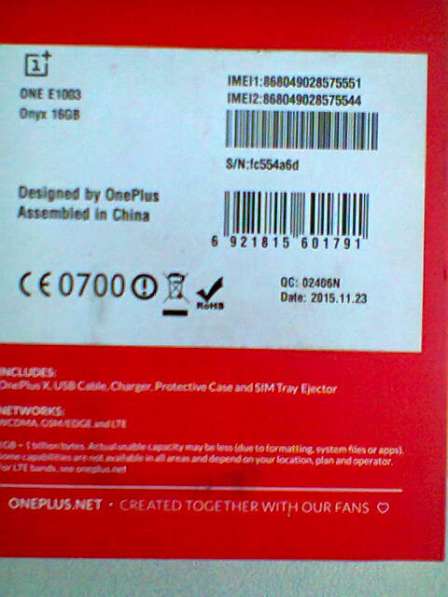 ONE E1003
Onyx 16GB
IMEI1:868049028575551
IMEI2:868049028575544
S/N:fc554a6d
Designed by OnePlus
Assembled in China
6 921815 601791
CE0700
RoHS
QC: 02406N
Date: 2015.11.23
INCLUDES:
OnePlus X, USB Cable, Charger, Protective Case and SIM Tray Ejector
NETWORKS:
WCDMA, GSM/EDGE and LTE
1GB = 1 billion bytes. Actual usable capacity may be less (due to formatting, system files or apps).
Some capabilities are not available in all areas and depend on your location, plan and operator.
For LTE bands, see oneplus.net
ONEPLUS.NET · CREATED TOGETHER WITH OUR FANS ♡